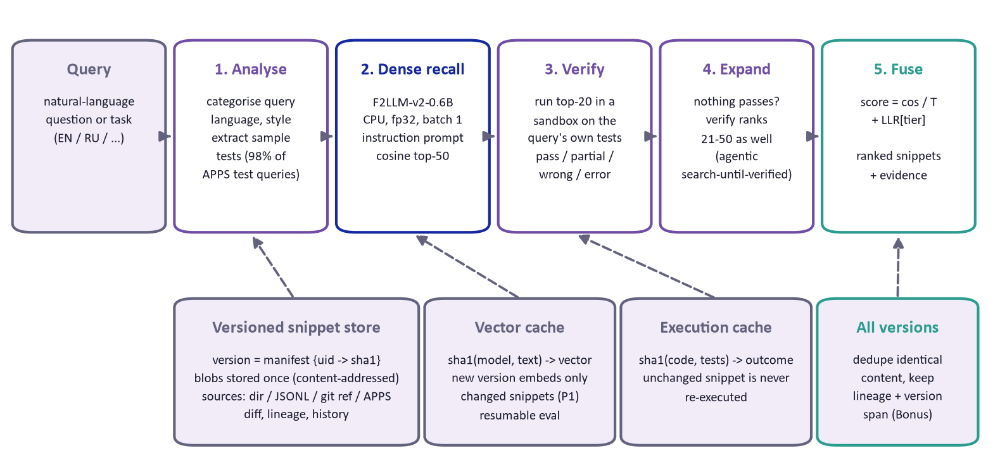 Query
natural-language
question or task
(EN / RU / ...)
1. Analyse
categorise query
language, style
extract sample
tests (98% of
APPS test queries)
2. Dense recall
F2LLM-v2-0.6B
CPU, fp32, batch 1
instruction prompt
cosine top-50
3. Verify
run top-20 in a
sandbox on the
query's own tests
pass / partial /
wrong / error
4. Expand
nothing passes?
verify ranks
21-50 as well
(agentic
search-until-verified)
5. Fuse
score = cos / T
+ LLR[tier]
ranked snippets
+ evidence
Versioned snippet store
version = manifest {uid -> sha1}
blobs stored once (content-addressed)
sources: dir / JSONL / git ref / APPS
diff, lineage, history
Vector cache
sha1(model, text) -> vector
new version embeds only
changed snippets (P1)
resumable eval
Execution cache
sha1(code, tests) -> outcome
unchanged snippet is never
re-executed
All versions
dedupe identical
content, keep
lineage + version
span (Bonus)